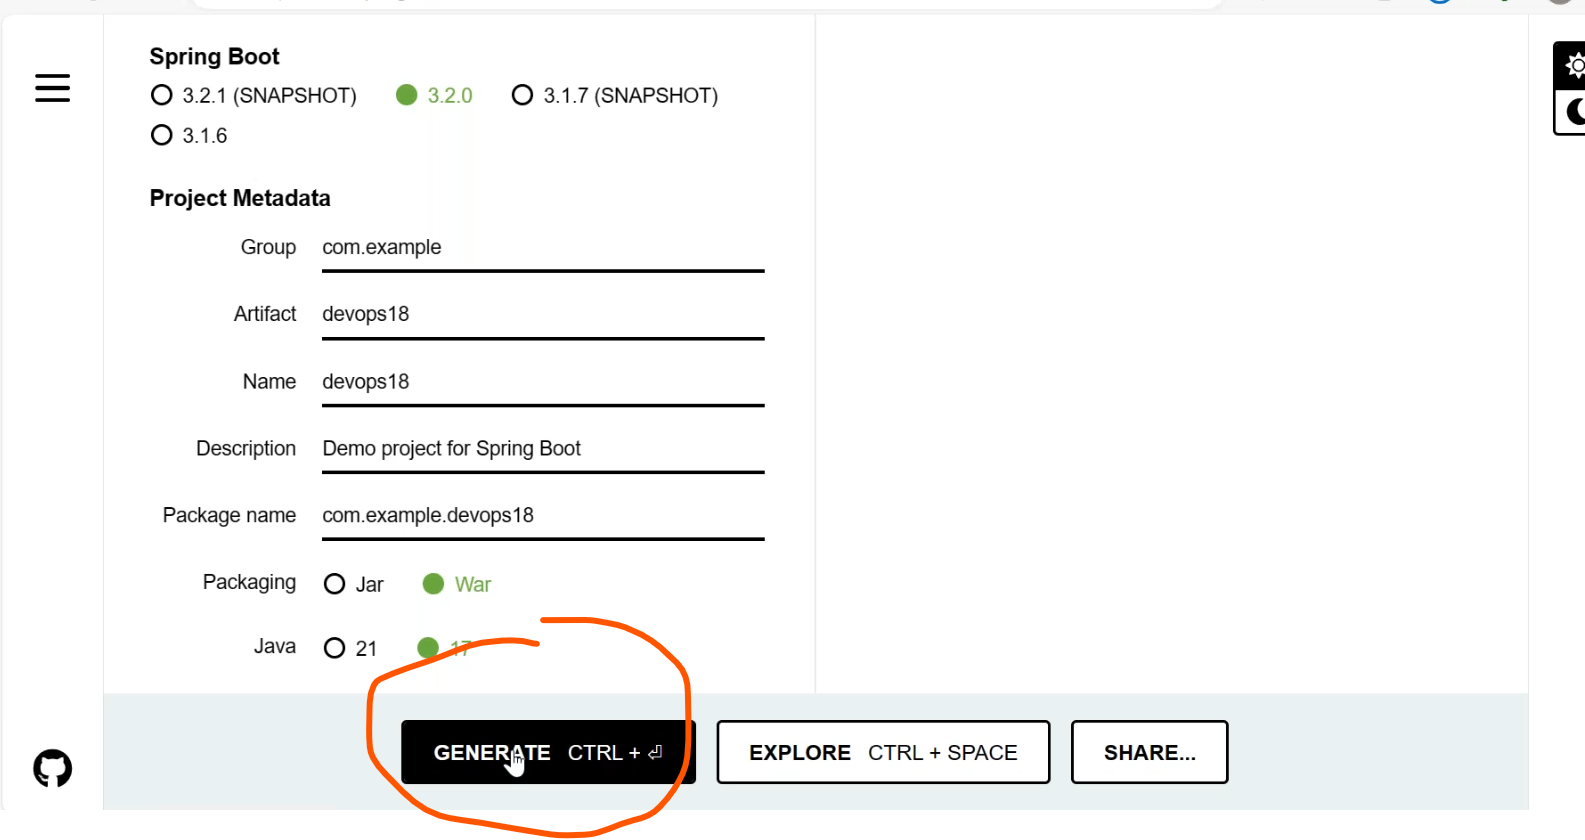 Spring Boot
3.2.1 (SNAPSHOT) 3.2.0 3.1.7 (SNAPSHOT)
3.1.6
Project Metadata
Group com.example
Artifact devops18
Name devops18
Description Demo project for Spring Boot
Package name com.example.devops18
Packaging Jar War
Java 21 17
GENERATE CTRL + ⏎ EXPLORE CTRL + SPACE SHARE...